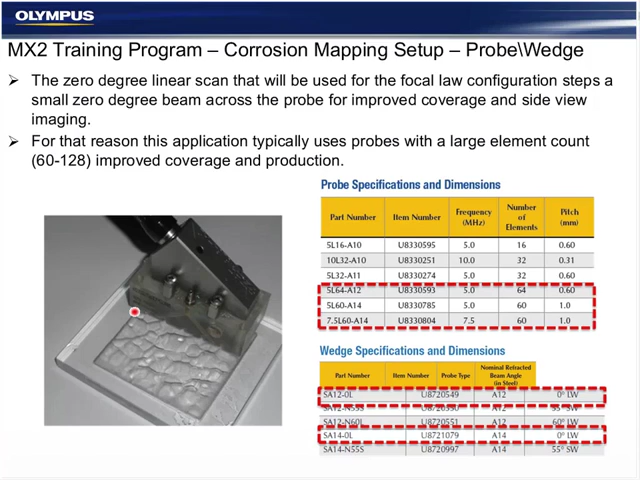 OLYMPUS
MX2 Training Program – Corrosion Mapping Setup – Probe\Wedge
➢ The zero degree linear scan that will be used for the focal law configuration steps a
small zero degree beam across the probe for improved coverage and side view
imaging.
➢ For that reason this application typically uses probes with a large element count
(60-128) improved coverage and production.
Probe Specifications and Dimensions
Part Number Item Number Frequency (MHz) Number of Elements Pitch (mm)
5L16-A10 U8330595 5.0 16 0.60
10L32-A10 U8330251 10.0 32 0.31
5L32-A11 U8330274 5.0 32 0.60
5L64-A12 U8330593 5.0 64 0.60
5L60-A14 U8330785 5.0 60 1.0
7.5L60-A14 U8330804 7.5 60 1.0
Wedge Specifications and Dimensions
Part Number Item Number Probe Type Nominal Refracted Beam Angle (in Steel)
SA12-0L U8720549 A12 0° LW
SA12-N55S U8720550 A12 55° SW
SA12-N60L U8720551 A12 60° LW
SA14-0L U8721079 A14 0° LW
SA14-N55S U8720997 A14 55° SW